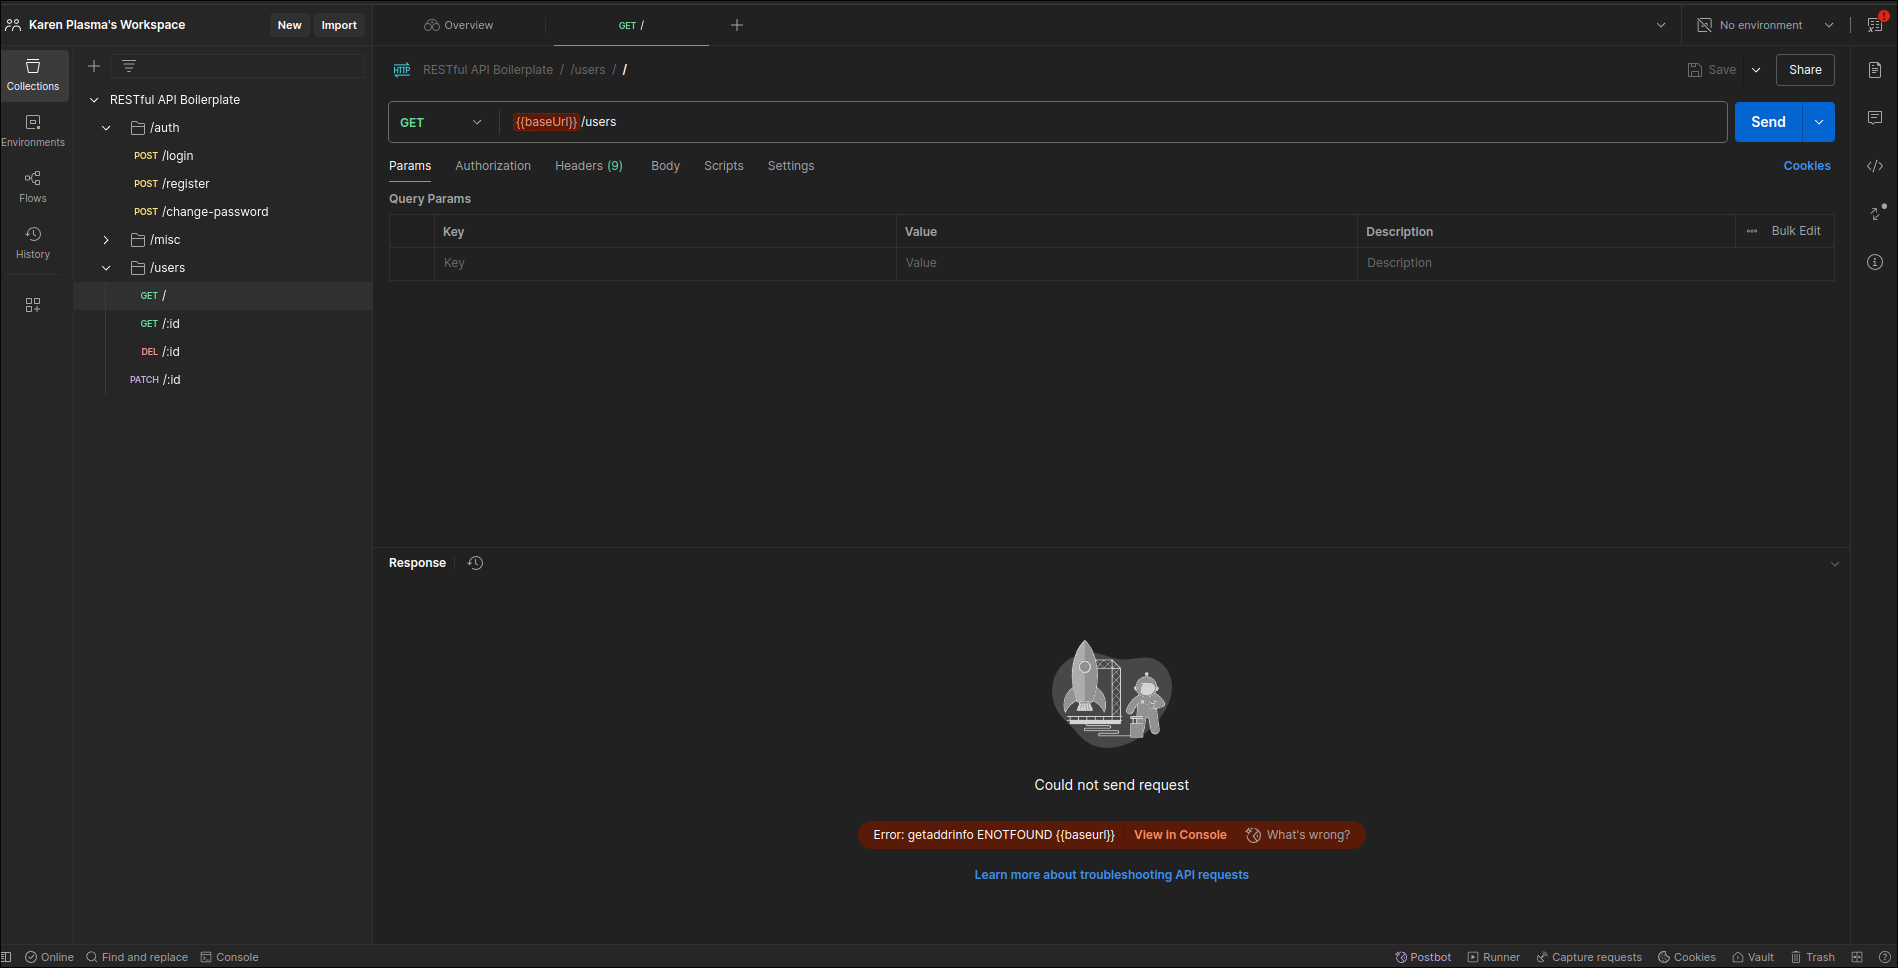 Karen Plasma's Workspace
New
Import
Overview
GET /
No environment
!
Collections
Environments
Flows
History
RESTful API Boilerplate
/auth
POST /login
POST /register
POST /change-password
/misc
/users
GET /
GET /:id
DEL /:id
PATCH /:id
HTTP RESTful API Boilerplate / /users / /
Save
Share
GET
{{baseUrl}}/users
Send
Params
Authorization
Headers (9)
Body
Scripts
Settings
Cookies
Query Params
Key
Value
Description
Bulk Edit
Key
Value
Description
Response
Could not send request
Error: getaddrinfo ENOTFOUND {{baseurl}}
View in Console
What's wrong?
Learn more about troubleshooting API requests
Online
Find and replace
Console
Postbot
Runner
Capture requests
Cookies
Vault
Trash